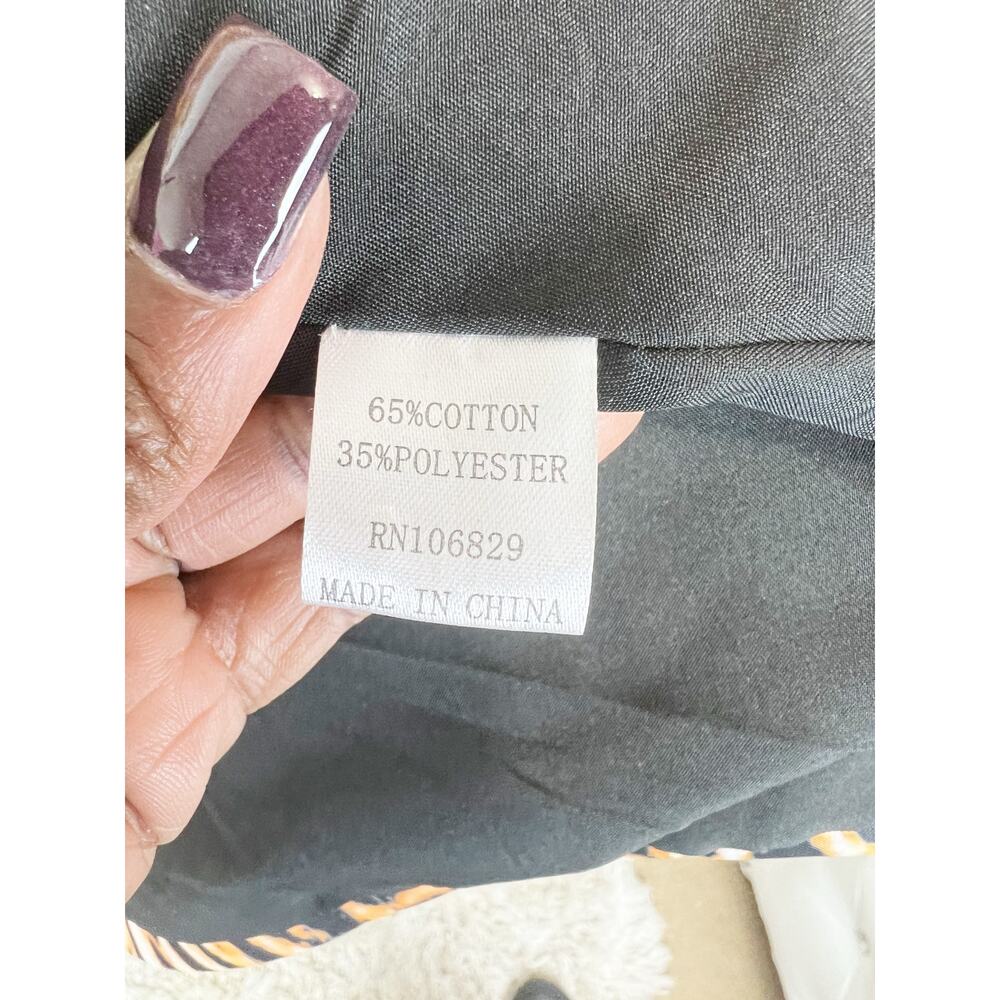 65%COTTON
35%POLYESTER
RN106829
MADE IN CHINA